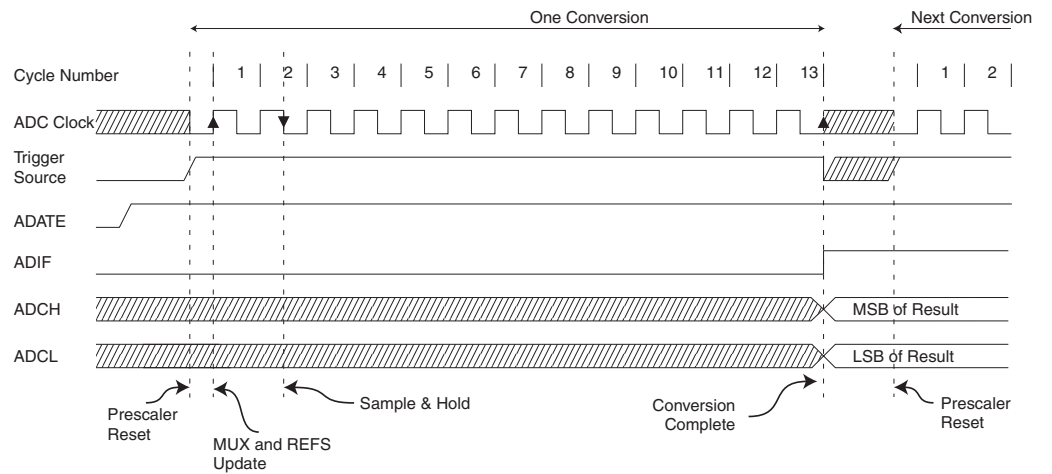 One Conversion Next Conversion
Cycle Number 1 2 3 4 5 6 7 8 9 10 11 12 13 1 2
ADC Clock
Trigger
Source
ADATE
ADIF
ADCH MSB of Result
ADCL LSB of Result
Prescaler
Reset
MUX and REFS
Update
Sample & Hold
Conversion
Complete
Prescaler
Reset